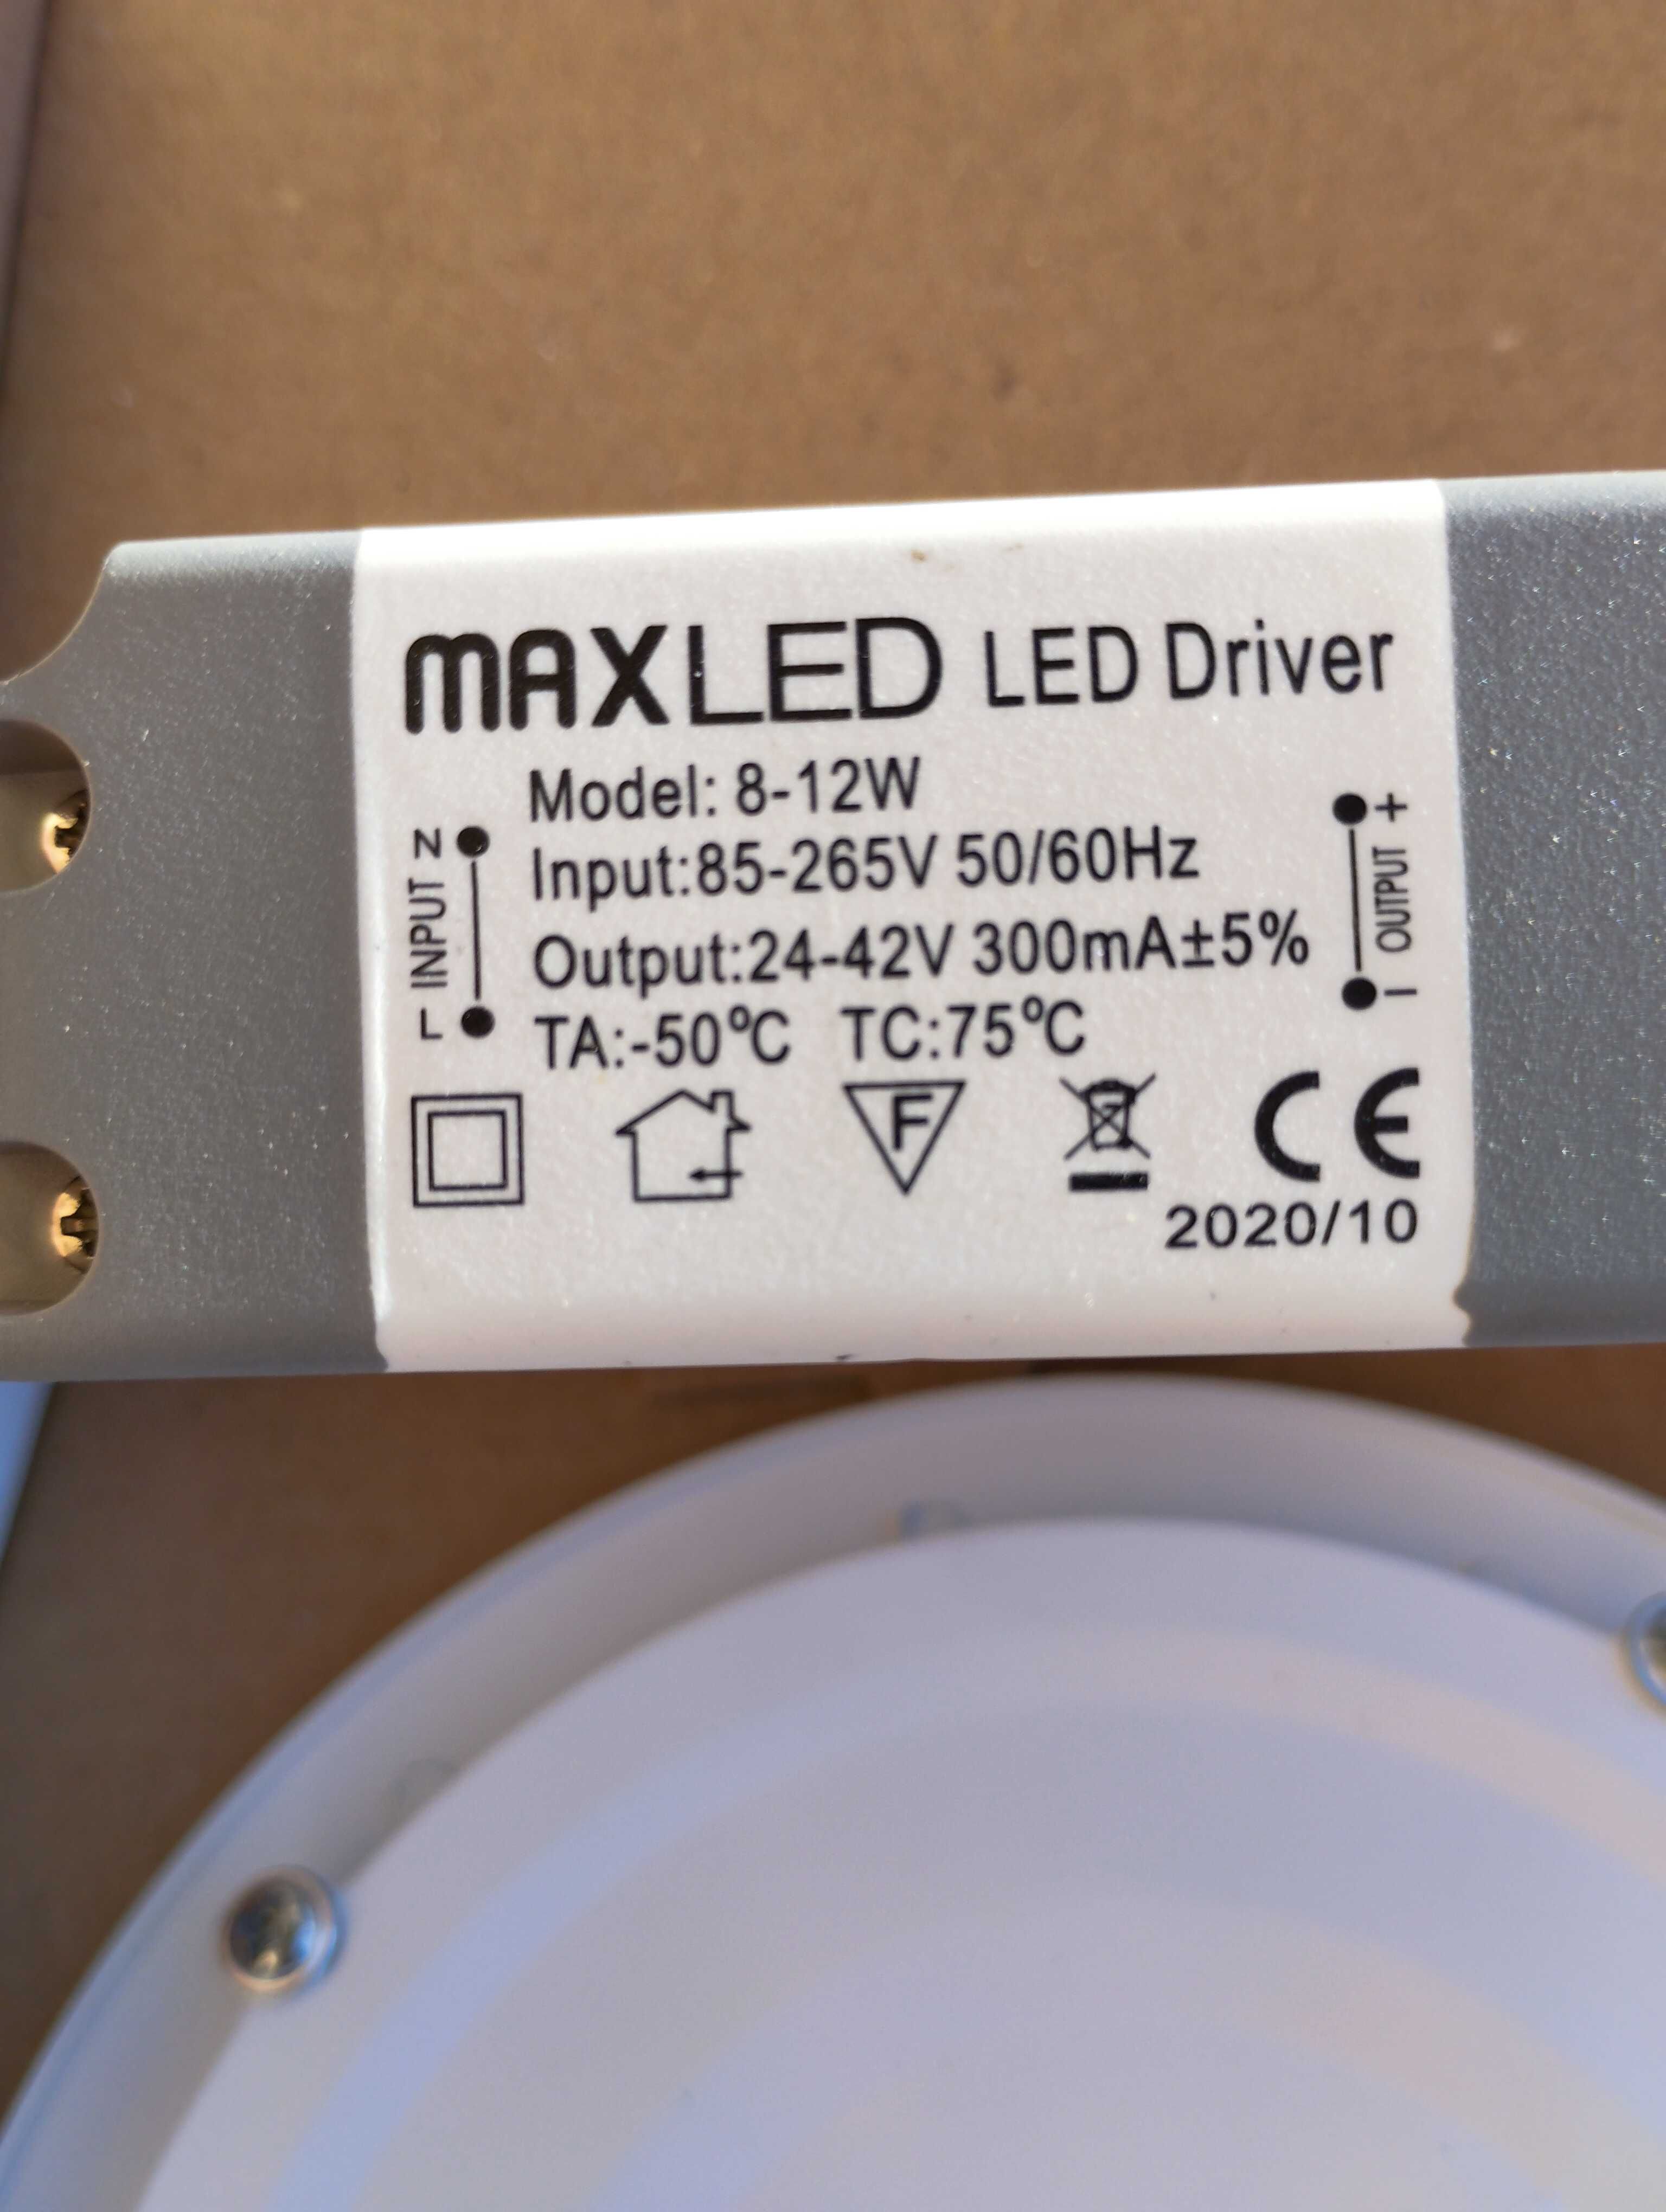 MAXLED LED Driver
Model: 8-12W
Input:85-265V 50/60Hz
Output:24-42V 300mA±5%
TA:-50℃ TC:75℃
L INPUT N
- OUTPUT +
F
CE
2020/10